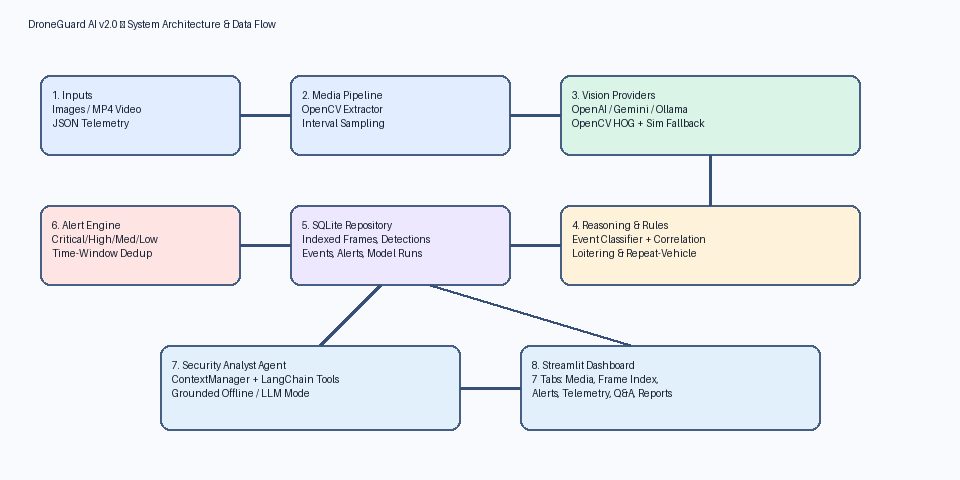 DroneGuard AI v2.0 ▯ System Architecture & Data Flow
1. Inputs
Images / MP4 Video
JSON Telemetry
2. Media Pipeline
OpenCV Extractor
Interval Sampling
3. Vision Providers
OpenAI / Gemini / Ollama
OpenCV HOG + Sim Fallback
6. Alert Engine
Critical/High/Med/Low
Time-Window Dedup
5. SQLite Repository
Indexed Frames, Detections
Events, Alerts, Model Runs
4. Reasoning & Rules
Event Classifier + Correlation
Loitering & Repeat-Vehicle
7. Security Analyst Agent
ContextManager + LangChain Tools
Grounded Offline / LLM Mode
8. Streamlit Dashboard
7 Tabs: Media, Frame Index,
Alerts, Telemetry, Q&A, Reports